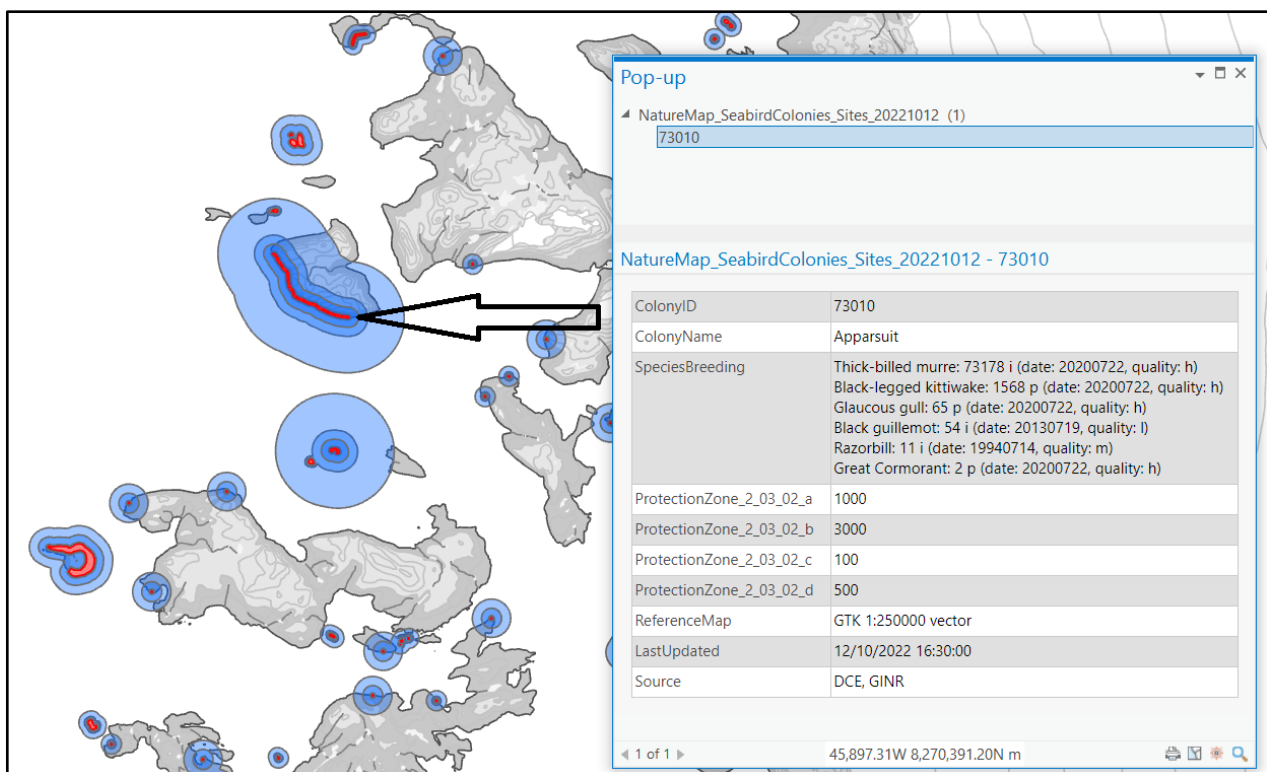 Pop-up
NatureMap_SeabirdColonies_Sites_20221012 (1)
73010
NatureMap_SeabirdColonies_Sites_20221012 - 73010
ColonyID 73010
ColonyName Apparsuit
SpeciesBreeding Thick-billed murre: 73178 i (date: 20200722, quality: h)
Black-legged kittiwake: 1568 p (date: 20200722, quality: h)
Glaucous gull: 65 p (date: 20200722, quality: h)
Black guillemot: 54 i (date: 20130719, quality: l)
Razorbill: 11 i (date: 19940714, quality: m)
Great Cormorant: 2 p (date: 20200722, quality: h)
ProtectionZone_2_03_02_a 1000
ProtectionZone_2_03_02_b 3000
ProtectionZone_2_03_02_c 100
ProtectionZone_2_03_02_d 500
ReferenceMap GTK 1:250000 vector
LastUpdated 12/10/2022 16:30:00
Source DCE, GINR
1 of 1 45,897.31W 8,270,391.20N m